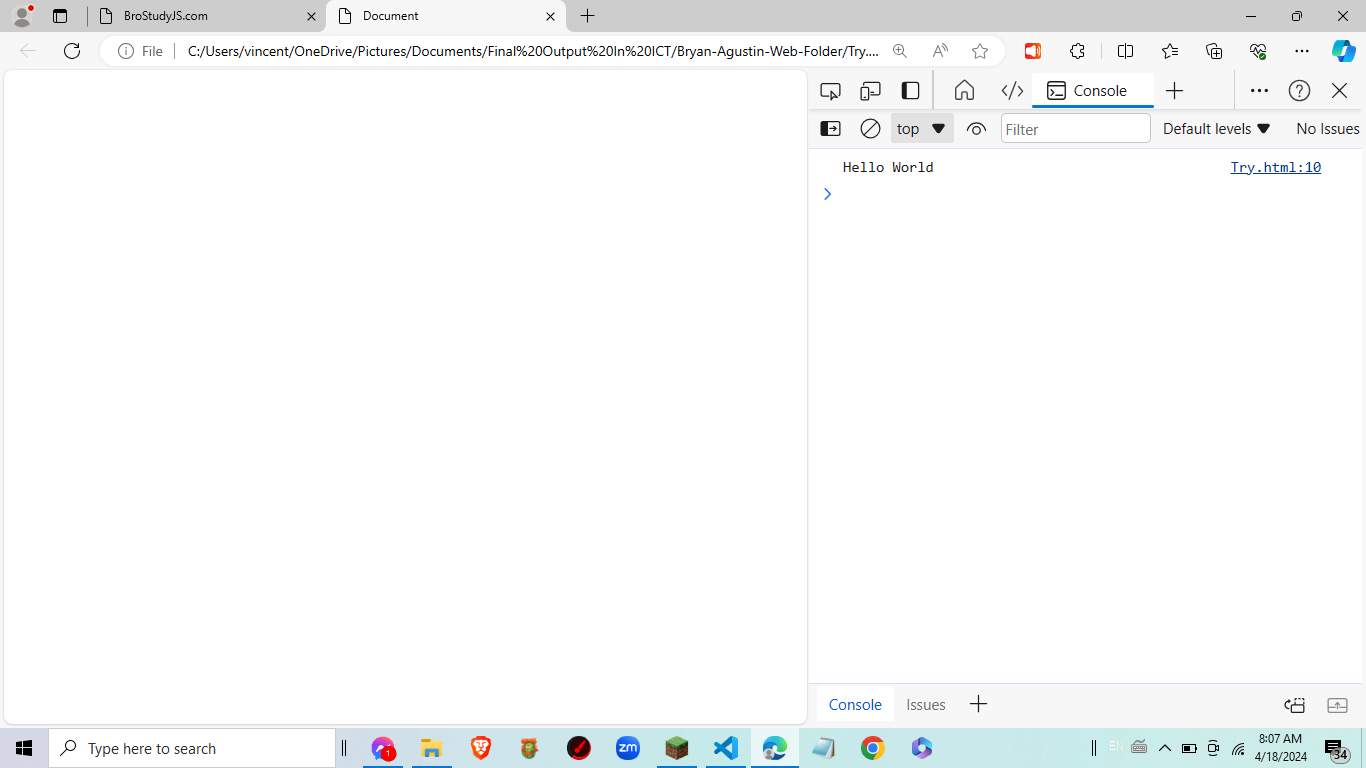 BroStudyJS.com
Document
File
C:/Users/vincent/OneDrive/Pictures/Documents/Final%20Output%20In%20ICT/Bryan-Agustin-Web-Folder/Try....
Console
top
Filter
Default levels
No Issues
Hello World Try.html:10
Console Issues
Type here to search
1
zm
EN
8:07 AM
4/18/2024
34